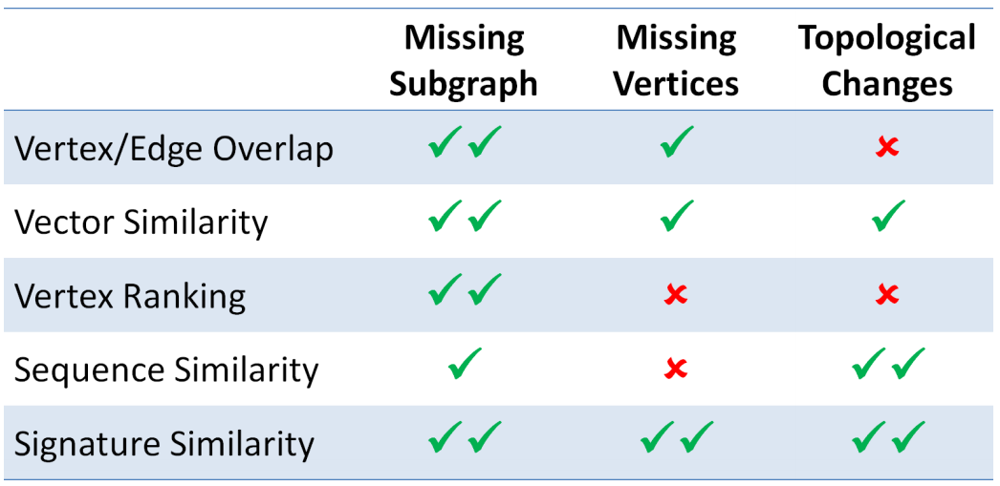 Missing Subgraph Missing Vertices Topological Changes
Vertex/Edge Overlap ✓✓ ✓ ✗
Vector Similarity ✓✓ ✓ ✓
Vertex Ranking ✓✓ ✗ ✗
Sequence Similarity ✓ ✗ ✓✓
Signature Similarity ✓✓ ✓✓ ✓✓